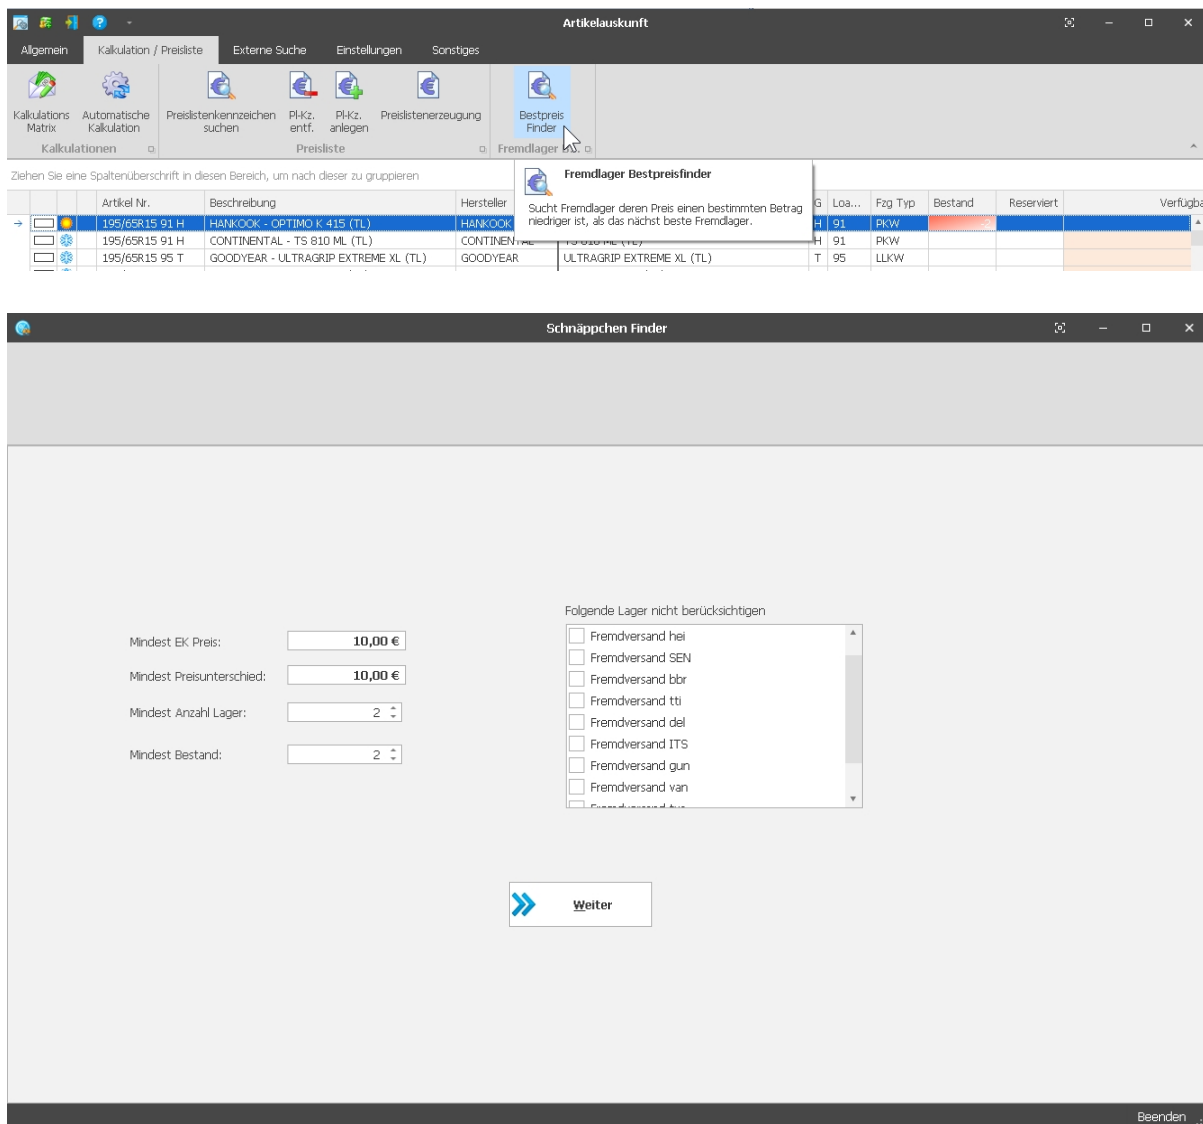 Artikelauskunft
Allgemein Kalkulation / Preisliste Externe Suche Einstellungen Sonstiges
Kalkulations Matrix
Automatische Kalkulation
Preislistenkennzeichen suchen
Pl-Kz. entf.
Pl-Kz. anlegen
Preislistenerzeugung
Bestpreis Finder
Kalkulationen Preisliste Fremdlager
Ziehen Sie eine Spaltenüberschrift in diesen Bereich, um nach dieser zu gruppieren
Fremdlager Bestpreisfinder
Sucht Fremdlager deren Preis einen bestimmten Betrag
niedriger ist, als das nächst beste Fremdlager.
Artikel Nr. Beschreibung Hersteller G Loa... Fzg Typ Bestand Reserviert Verfügba
195/65R15 91 H HANKOOK - OPTIMO K 415 (TL) HANKOOK H 91 PKW
195/65R15 91 H CONTINENTAL - TS 810 ML (TL) CONTINENTAL TS 810 ML (TL) H 91 PKW
195/65R15 95 T GOODYEAR - ULTRAGRIP EXTREME XL (TL) GOODYEAR ULTRAGRIP EXTREME XL (TL) T 95 LLKW
Schnäppchen Finder
Folgende Lager nicht berücksichtigen
Mindest EK Preis: 10,00 €
Mindest Preisunterschied: 10,00 €
Mindest Anzahl Lager: 2
Mindest Bestand: 2
Fremdversand hei
Fremdversand SEN
Fremdversand bbr
Fremdversand tti
Fremdversand del
Fremdversand ITS
Fremdversand gun
Fremdversand van
Weiter
Beenden